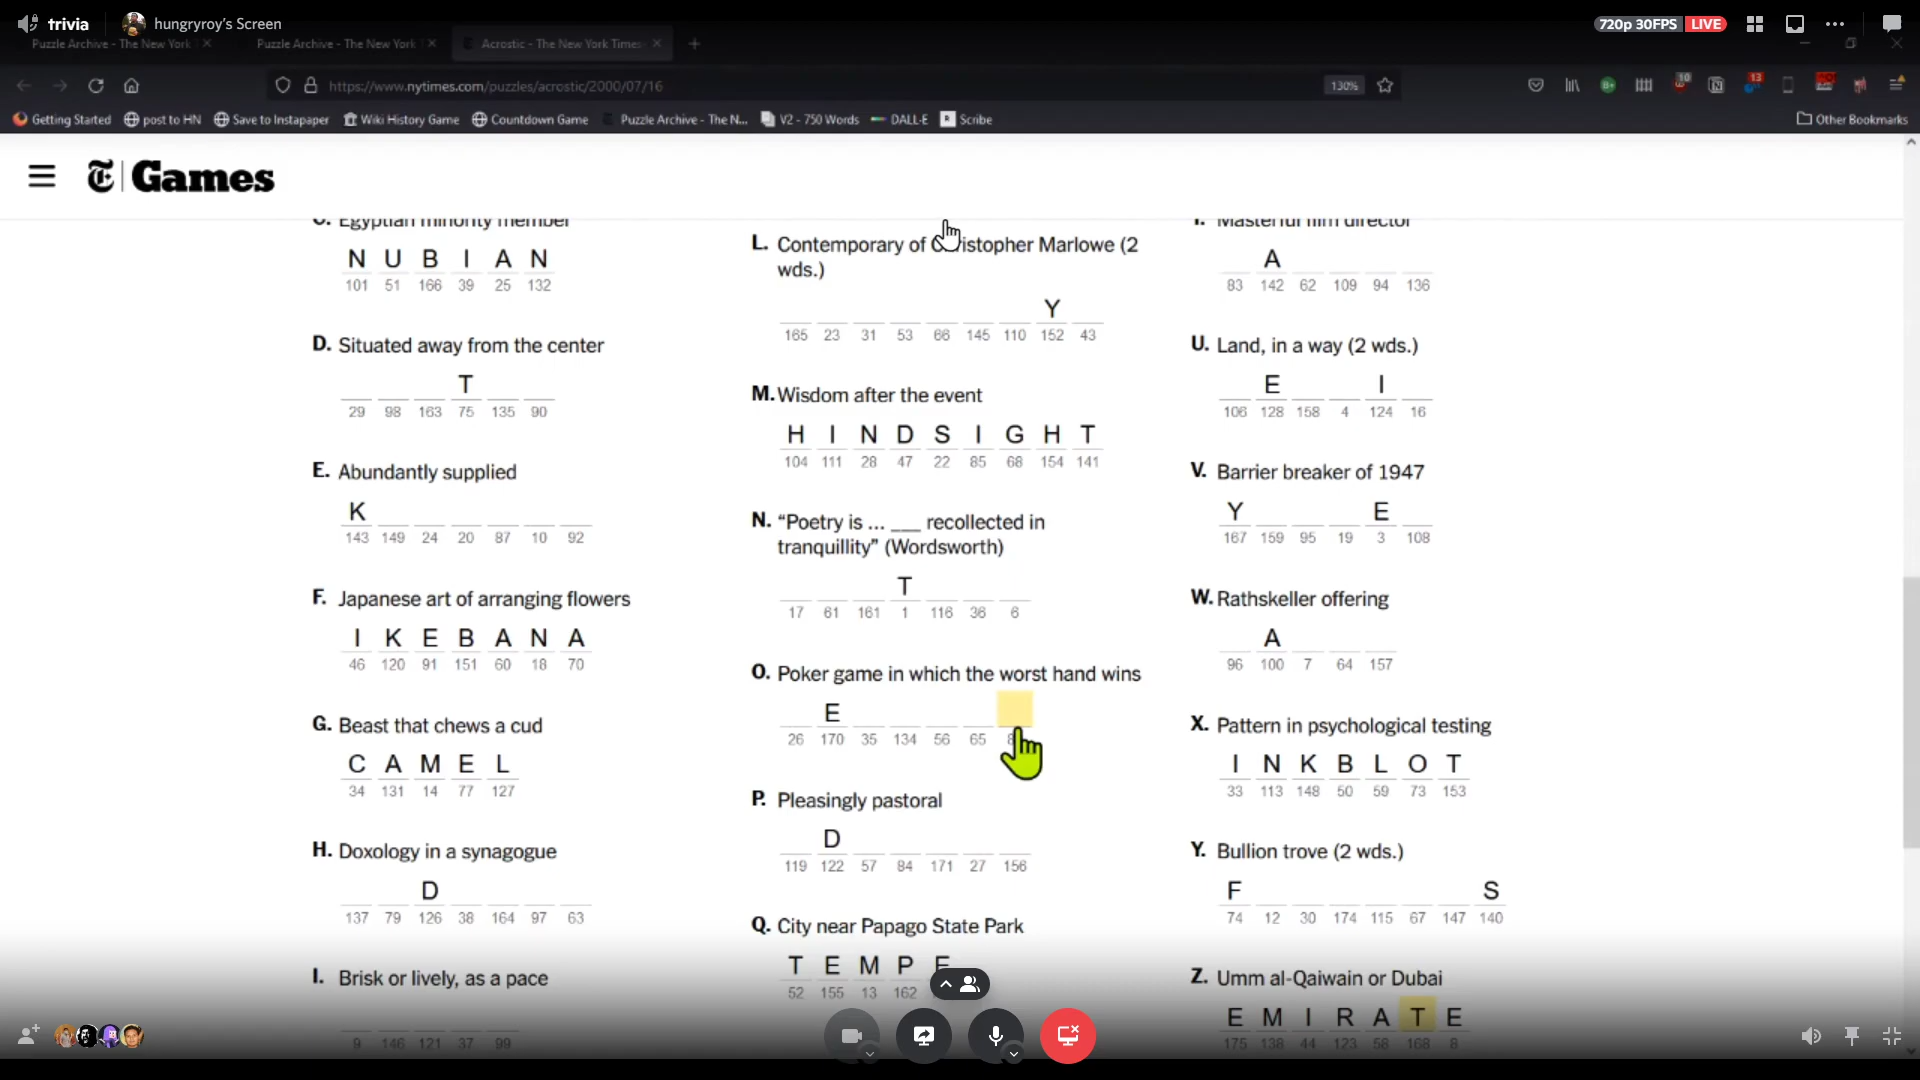 trivia
hungryroy's Screen
720p 30FPS LIVE
Puzzle Archive - The New York
Puzzle Archive - The New York
Acrostic - The New York Times
https://www.nytimes.com/puzzles/acrostic/2000/07/16
130%
10
13
Getting Started
post to HN
Save to Instapaper
Wiki History Game
Countdown Game
Puzzle Archive - The N...
V2 - 750 Words
DALL-E
Scribe
Other Bookmarks
Games
Egyptian minority member
N U B I A N
101 51 166 39 25 132
D. Situated away from the center
T
29 98 163 75 135 90
E. Abundantly supplied
K
143 149 24 20 87 10 92
F. Japanese art of arranging flowers
I K E B A N A
46 120 91 151 60 18 70
G. Beast that chews a cud
C A M E L
34 131 14 77 127
H. Doxology in a synagogue
D
137 79 126 38 164 97 63
I. Brisk or lively, as a pace
9 146 121 37 99
L. Contemporary of Christopher Marlowe (2
wds.)
Y
165 23 31 53 66 145 110 152 43
M. Wisdom after the event
H I N D S I G H T
104 111 28 47 22 85 68 154 141
N. “Poetry is ... ___ recollected in
tranquillity” (Wordsworth)
T
17 61 161 1 116 36 6
O. Poker game in which the worst hand wins
E
26 170 35 134 56 65
P. Pleasingly pastoral
D
119 122 57 84 171 27 156
Q. City near Papago State Park
T E M P E
52 155 13 162
Masterful film director
A
83 142 62 109 94 136
U. Land, in a way (2 wds.)
E I
106 128 158 4 124 16
V. Barrier breaker of 1947
Y E
167 159 95 19 3 108
W. Rathskeller offering
A
96 100 7 64 157
X. Pattern in psychological testing
I N K B L O T
33 113 148 50 59 73 153
Y. Bullion trove (2 wds.)
F S
74 12 30 174 115 67 147 140
Z. Umm al-Qaiwain or Dubai
E M I R A T E
175 138 44 123 58 168 8